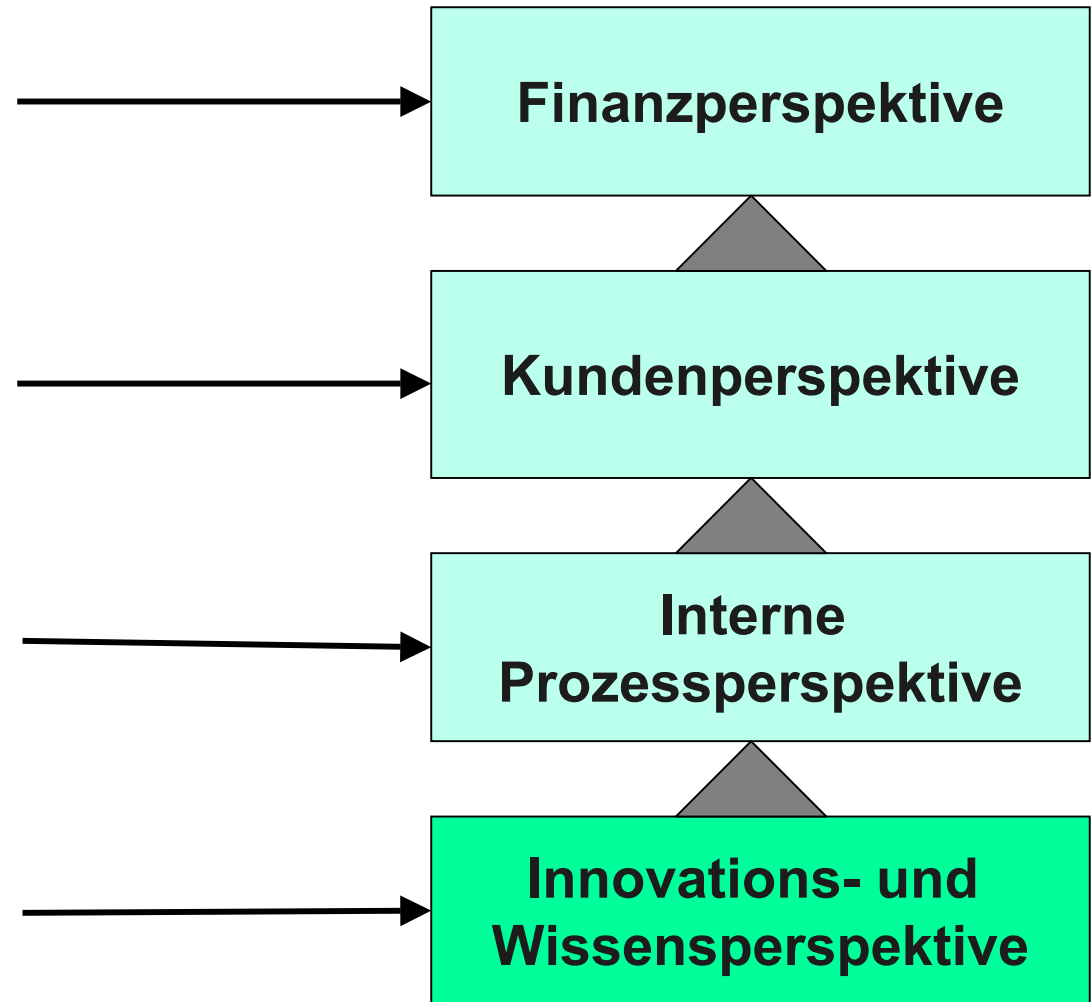 Finanzperspektive
Kundenperspektive
Interne
Prozessperspektive
Innovations- und
Wissensperspektive